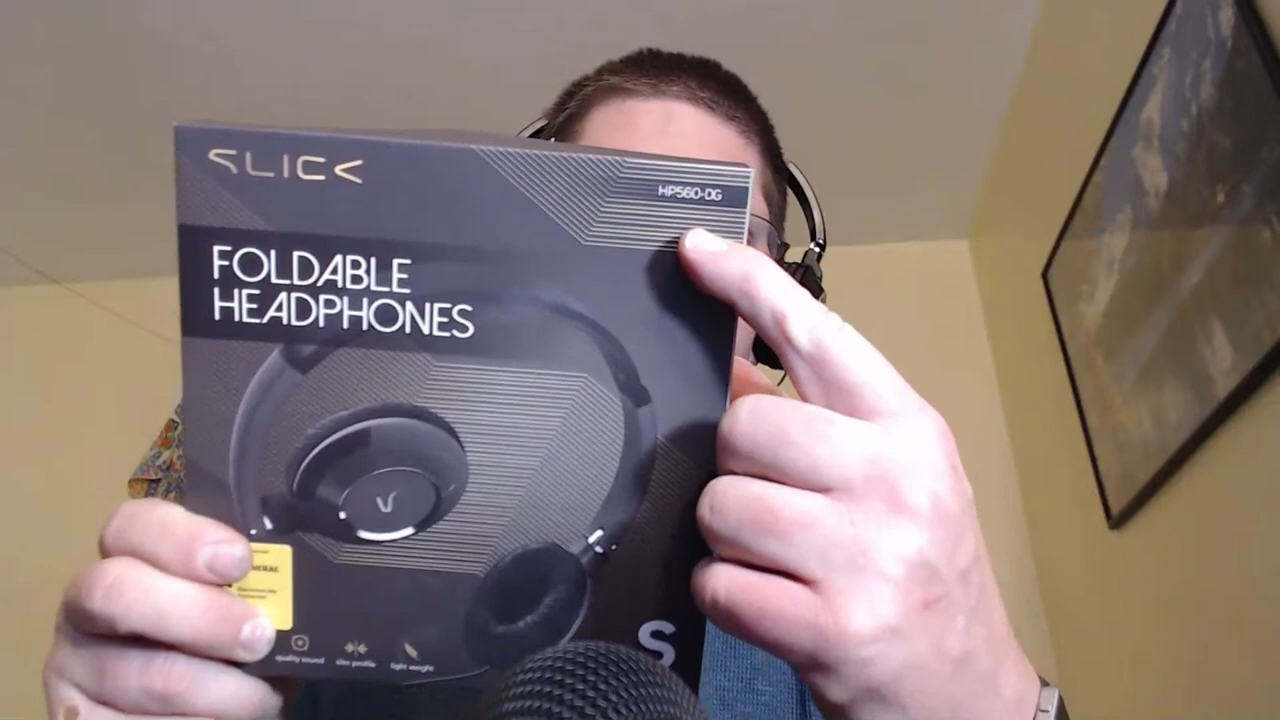 SLICK
HP560-DG
FOLDABLE
HEADPHONES
quality sound
slim profile
light weight
S